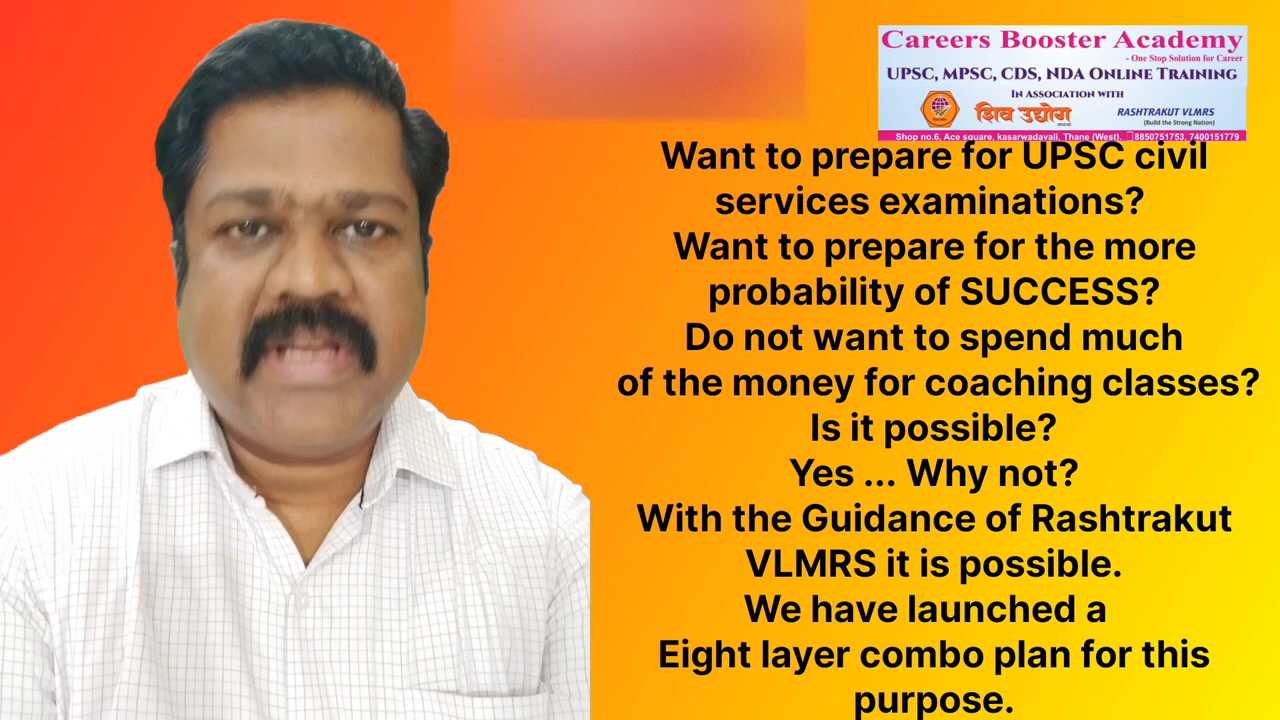 Careers Booster Academy
- One Stop Solution for Career
UPSC, MPSC, CDS, NDA Online Training
In Association with
शिव उद्योग
RASHTRAKUT VLMRS
(Build the Strong Nation)
Shop no.6, Ace square, kasarwadavali, Thane (West). 8850751753, 7400151779
Want to prepare for UPSC civil
services examinations?
Want to prepare for the more
probability of SUCCESS?
Do not want to spend much
of the money for coaching classes?
Is it possible?
Yes ... Why not?
With the Guidance of Rashtrakut
VLMRS it is possible.
We have launched a
Eight layer combo plan for this
purpose.